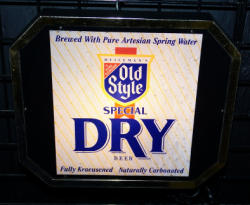 Brewed With Pure Artesian Spring Water
HEILEMAN'S
Old
Style
SPECIAL
DRY
BEER
Fully Kraeusened Naturally Carbonated